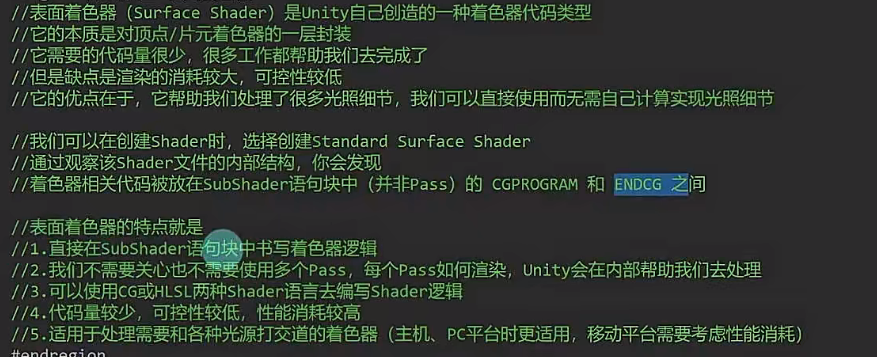 //表面着色器（Surface Shader）是Unity自己创造的一种着色器代码类型
//它的本质是对顶点/片元着色器的一层封装
//它需要的代码量很少，很多工作都帮助我们去完成了
//但是缺点是渲染的消耗较大，可控性较低
//它的优点在于，它帮助我们处理了很多光照细节，我们可以直接使用而无需自己计算实现光照细节
//我们可以在创建Shader时，选择创建Standard Surface Shader
//通过观察该Shader文件的内部结构，你会发现
//着色器相关代码被放在SubShader语句块中（并非Pass）的 CGPROGRAM 和 ENDCG 之间
//表面着色器的特点就是
//1.直接在SubShader语句块中书写着色器逻辑
//2.我们不需要关心也不需要使用多个Pass，每个Pass如何渲染，Unity会在内部帮助我们去处理
//3.可以使用CG或HLSL两种Shader语言去编写Shader逻辑
//4.代码量较少，可控性较低，性能消耗较高
//5.适用于处理需要和各种光源打交道的着色器（主机、PC平台时更适用，移动平台需要考虑性能消耗）
#endregion